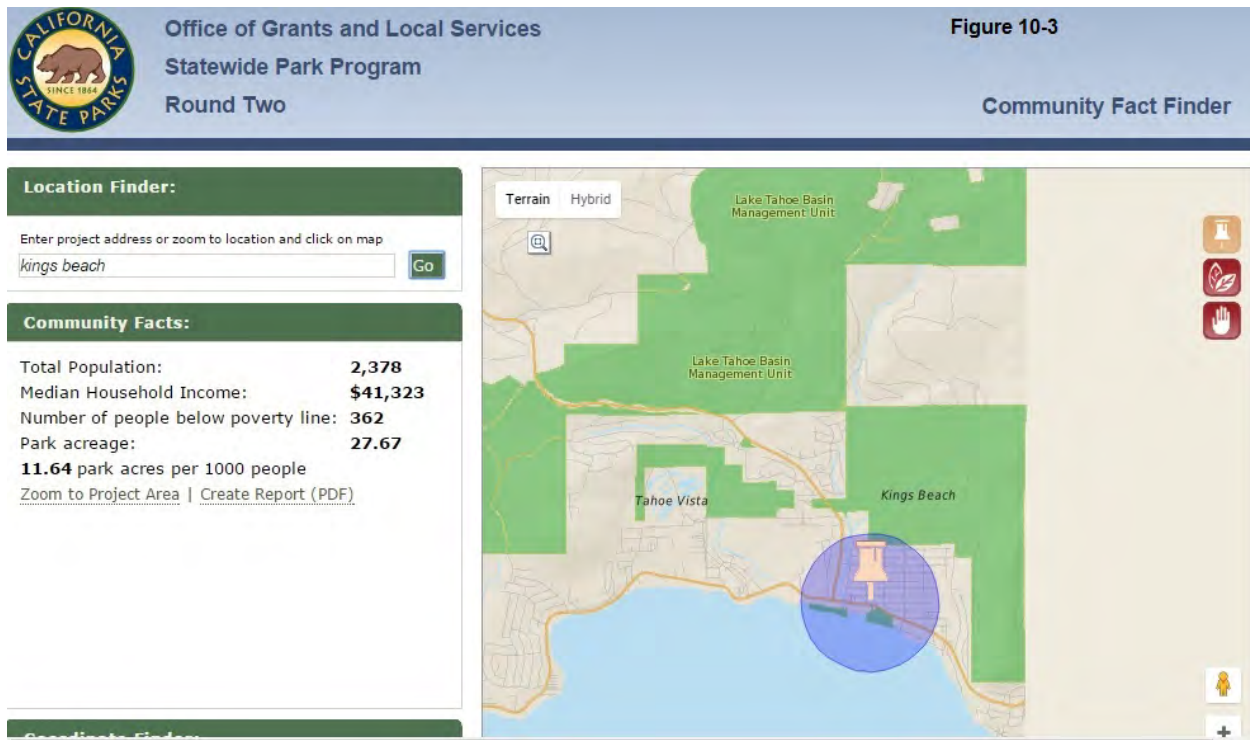 CALIFORNIA
SINCE 1864
STATE PARKS
Office of Grants and Local Services
Statewide Park Program
Round Two
Figure 10-3
Community Fact Finder
Location Finder:
Enter project address or zoom to location and click on map
kings beach
Go
Community Facts:
Total Population: 2,378
Median Household Income: $41,323
Number of people below poverty line: 362
Park acreage: 27.67
11.64 park acres per 1000 people
Zoom to Project Area | Create Report (PDF)
Coordinate Finder:
Terrain Hybrid
Lake Tahoe Basin
Management Unit
Lake Tahoe Basin
Management Unit
Tahoe Vista
Kings Beach
+